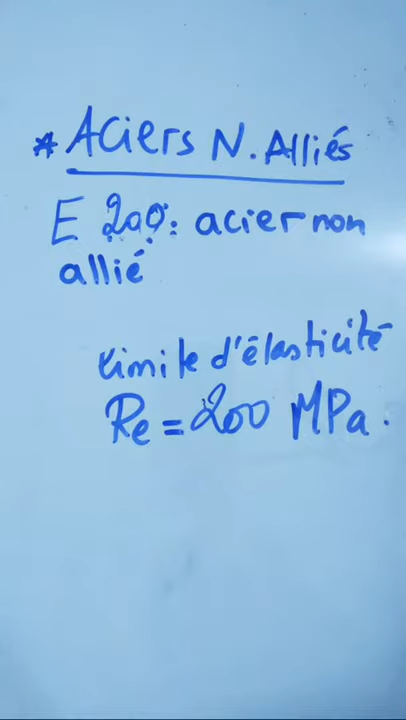 * Aciers N. Alliés
E 200: acier non
allié
limite d'élasticité
Re = 200 MPa.